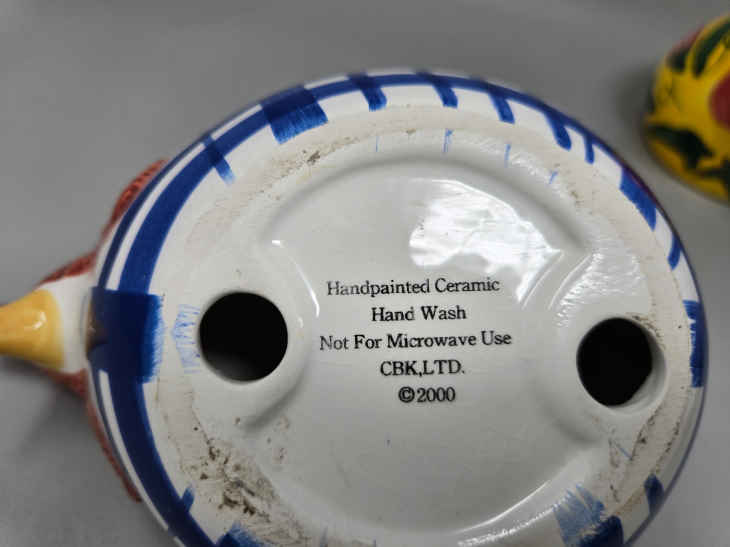 Handpainted Ceramic
Hand Wash
Not For Microwave Use
CBK,LTD.
©2000